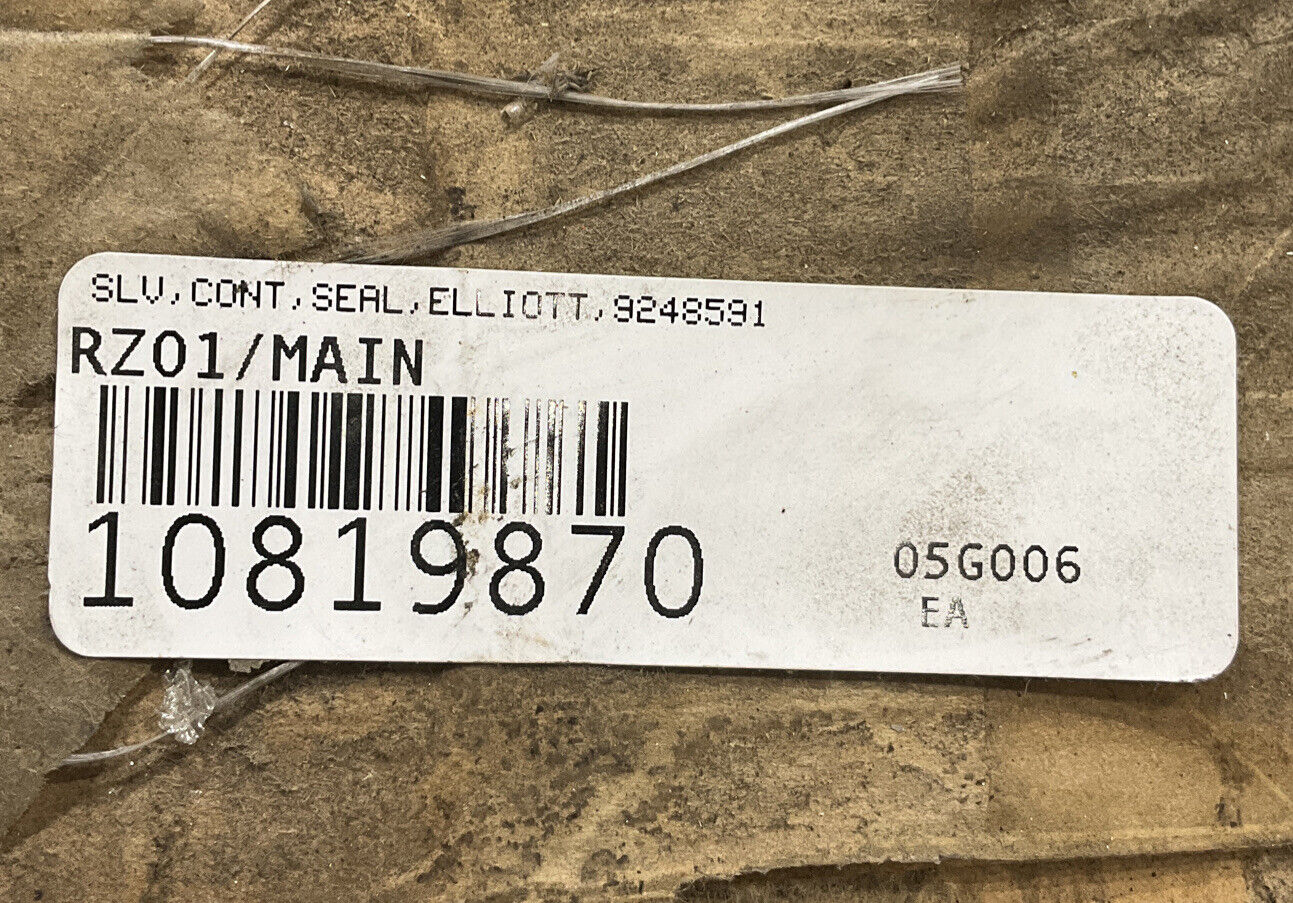 SLV,CONT,SEAL,ELLIOTT,9248591
RZ01/MAIN
10819870
05G006
EA